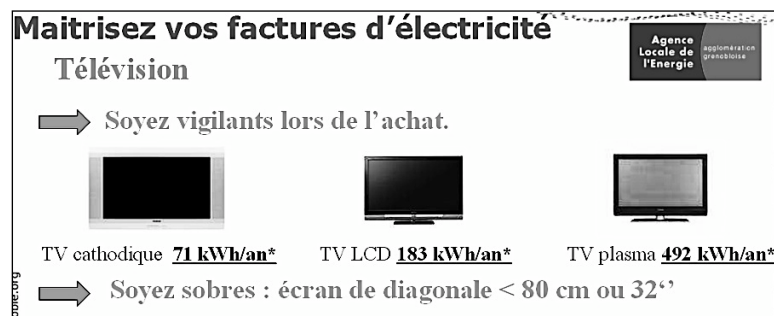 Maitrisez vos factures d’électricité
Agence
Locale de
l'Energie
agglomération
grenobloise
Télévision
Soyez vigilants lors de l’achat.
TV cathodique 71 kWh/an*
TV LCD 183 kWh/an*
TV plasma 492 kWh/an*
Soyez sobres : écran de diagonale < 80 cm ou 32‘’